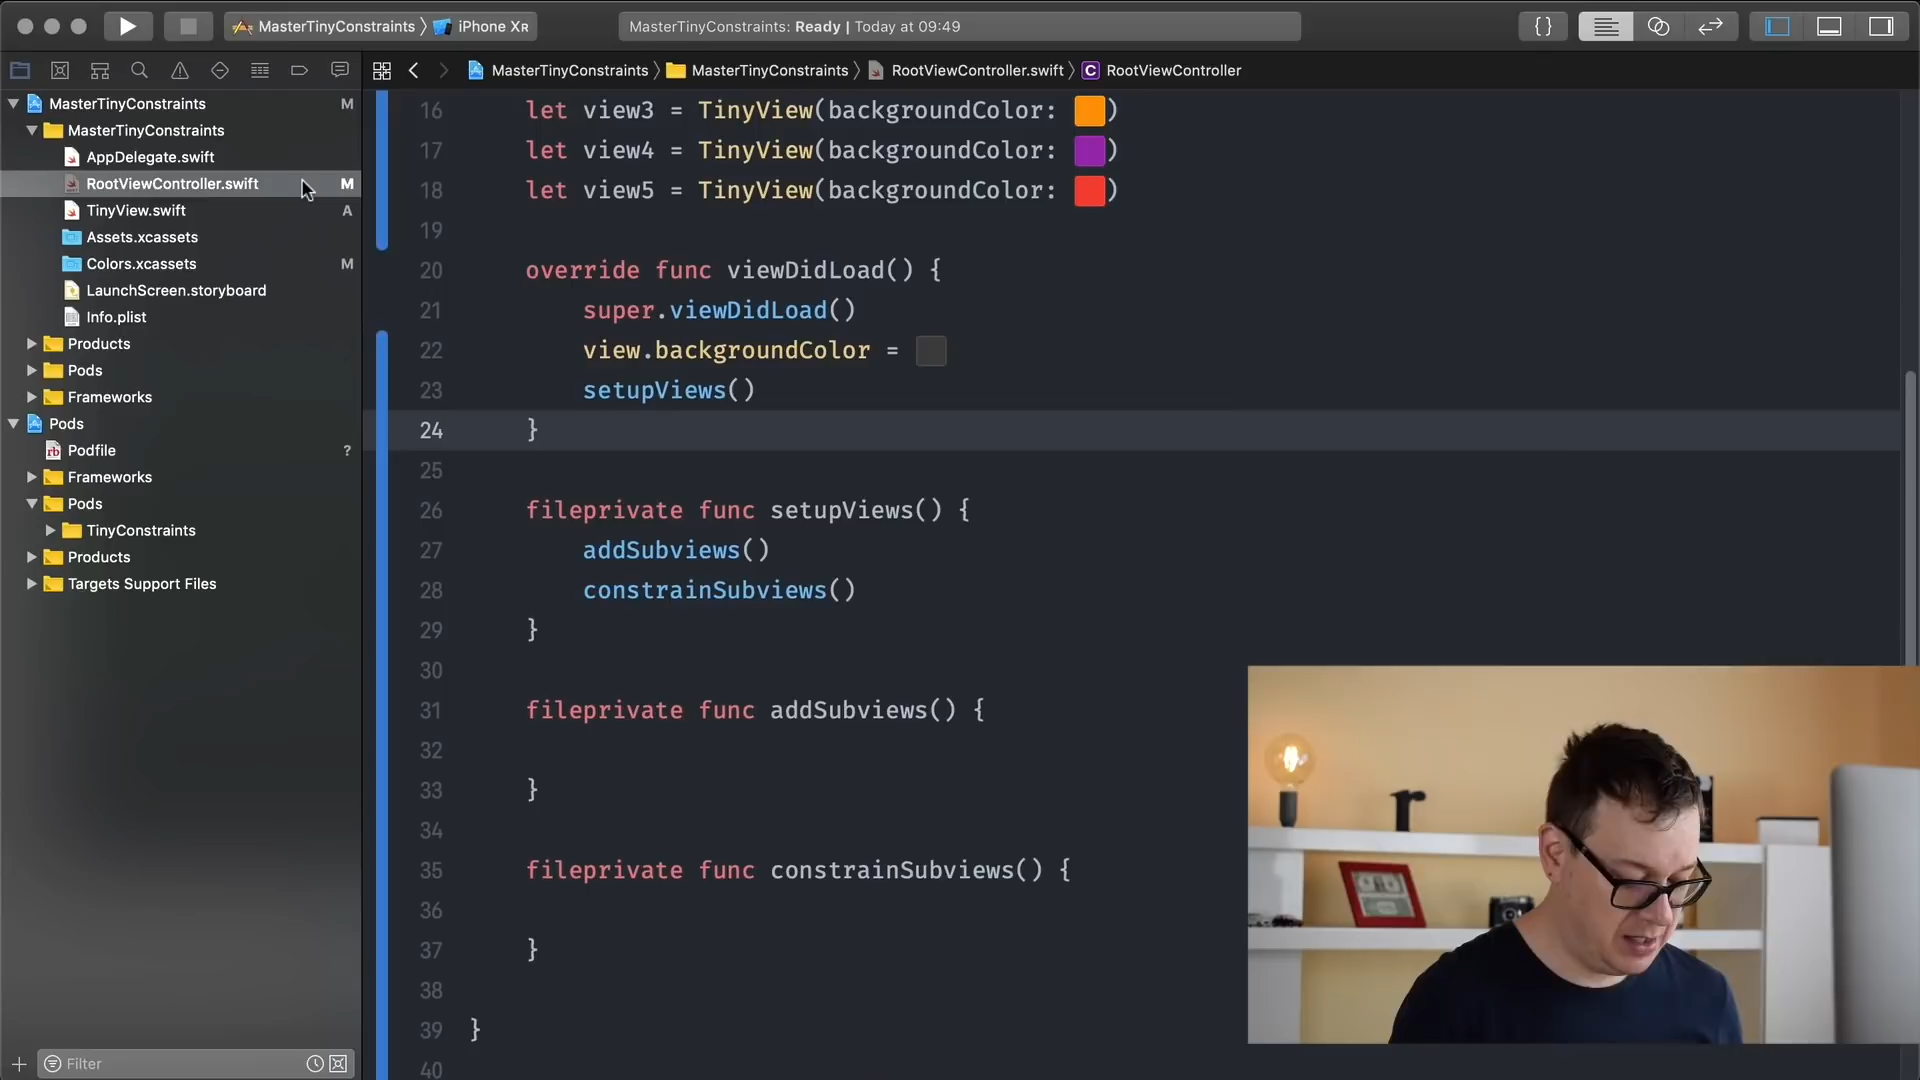 MasterTinyConstraints 〉 iPhone XR
MasterTinyConstraints: Ready | Today at 09:49
{ }
MasterTinyConstraints 〉 MasterTinyConstraints 〉 RootViewController.swift 〉 C RootViewController
MasterTinyConstraints M
MasterTinyConstraints
AppDelegate.swift
RootViewController.swift M
TinyView.swift A
Assets.xcassets
Colors.xcassets M
LaunchScreen.storyboard
Info.plist
Products
Pods
Frameworks
Pods
rb Podfile ?
Frameworks
Pods
TinyConstraints
Products
Targets Support Files
Filter
16 let view3 = TinyView(backgroundColor: )
17 let view4 = TinyView(backgroundColor: )
18 let view5 = TinyView(backgroundColor: )
19
20 override func viewDidLoad() {
21 super.viewDidLoad()
22 view.backgroundColor =
23 setupViews()
24 }
25
26 fileprivate func setupViews() {
27 addSubviews()
28 constrainSubviews()
29 }
30
31 fileprivate func addSubviews() {
32
33 }
34
35 fileprivate func constrainSubviews() {
36
37 }
38
39 }
40